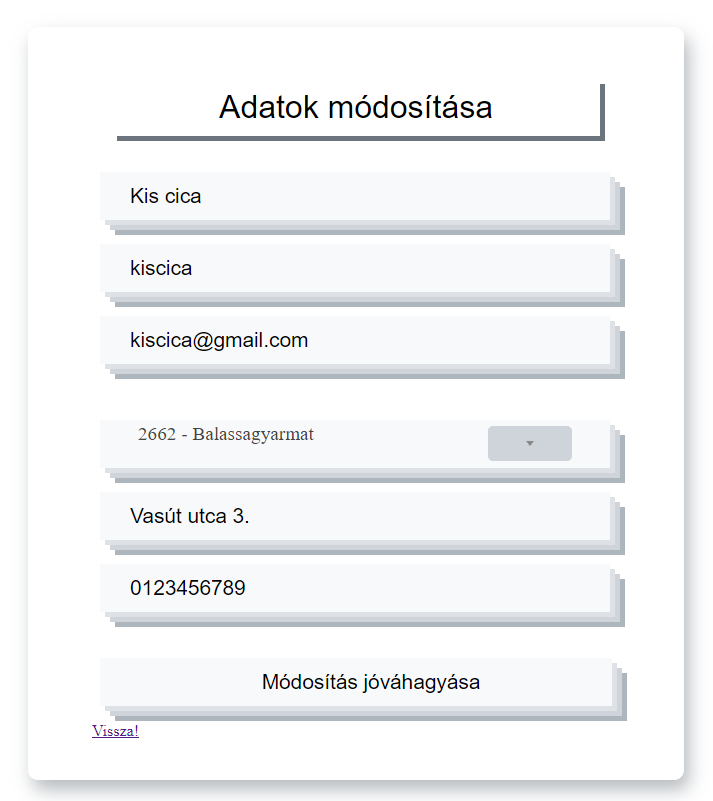 Adatok módosítása
Kis cica
kiscica
kiscica@gmail.com
2662 - Balassagyarmat
Vasút utca 3.
0123456789
Módosítás jóváhagyása
Vissza!